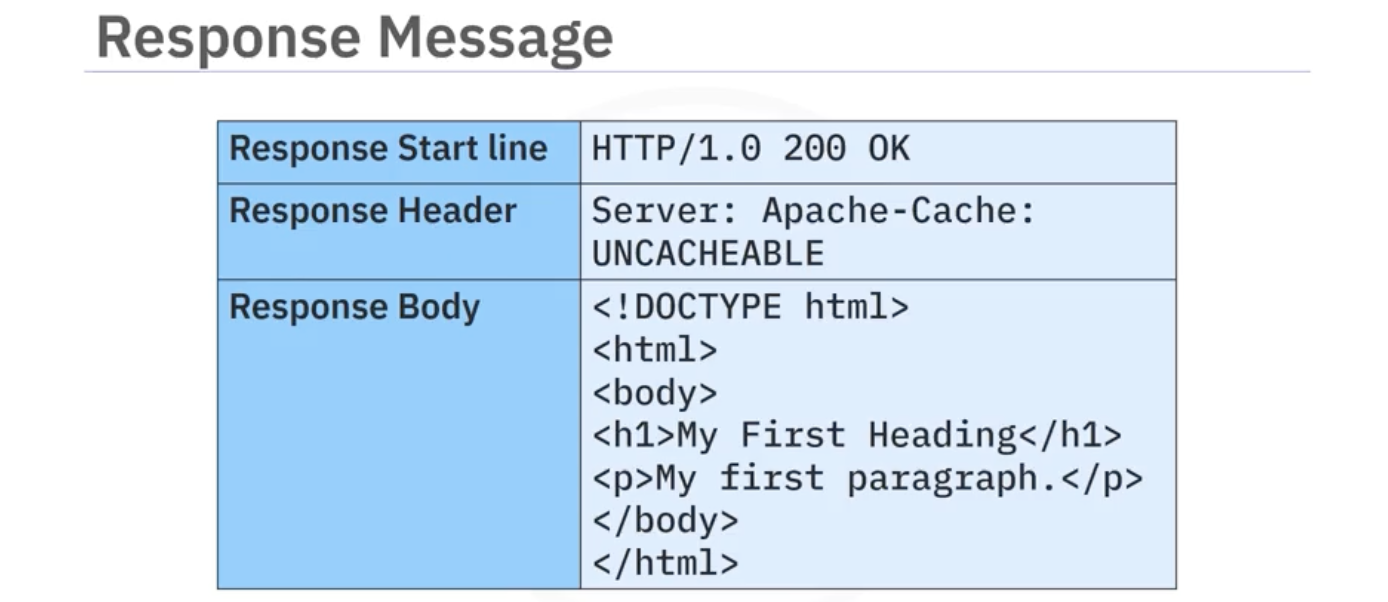 Response Message
Response Start line HTTP/1.0 200 OK
Response Header Server: Apache-Cache:
UNCACHEABLE
Response Body <!DOCTYPE html>
<html>
<body>
<h1>My First Heading</h1>
<p>My first paragraph.</p>
</body>
</html>